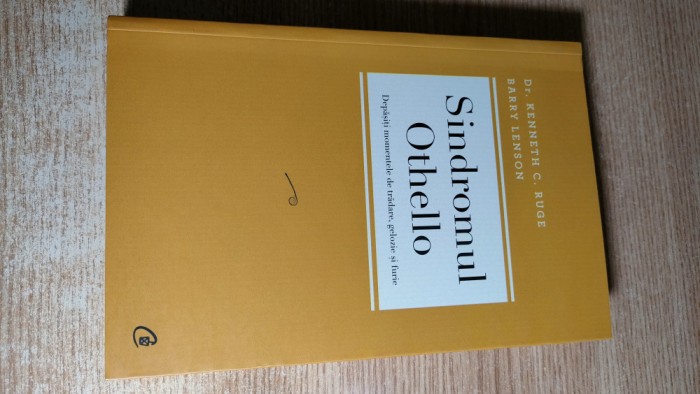 Dr. KENNETH C. RUGE
BARRY LENSON
Sindromul
Othello
Depășiți momentele de trădare, gelozie și furie